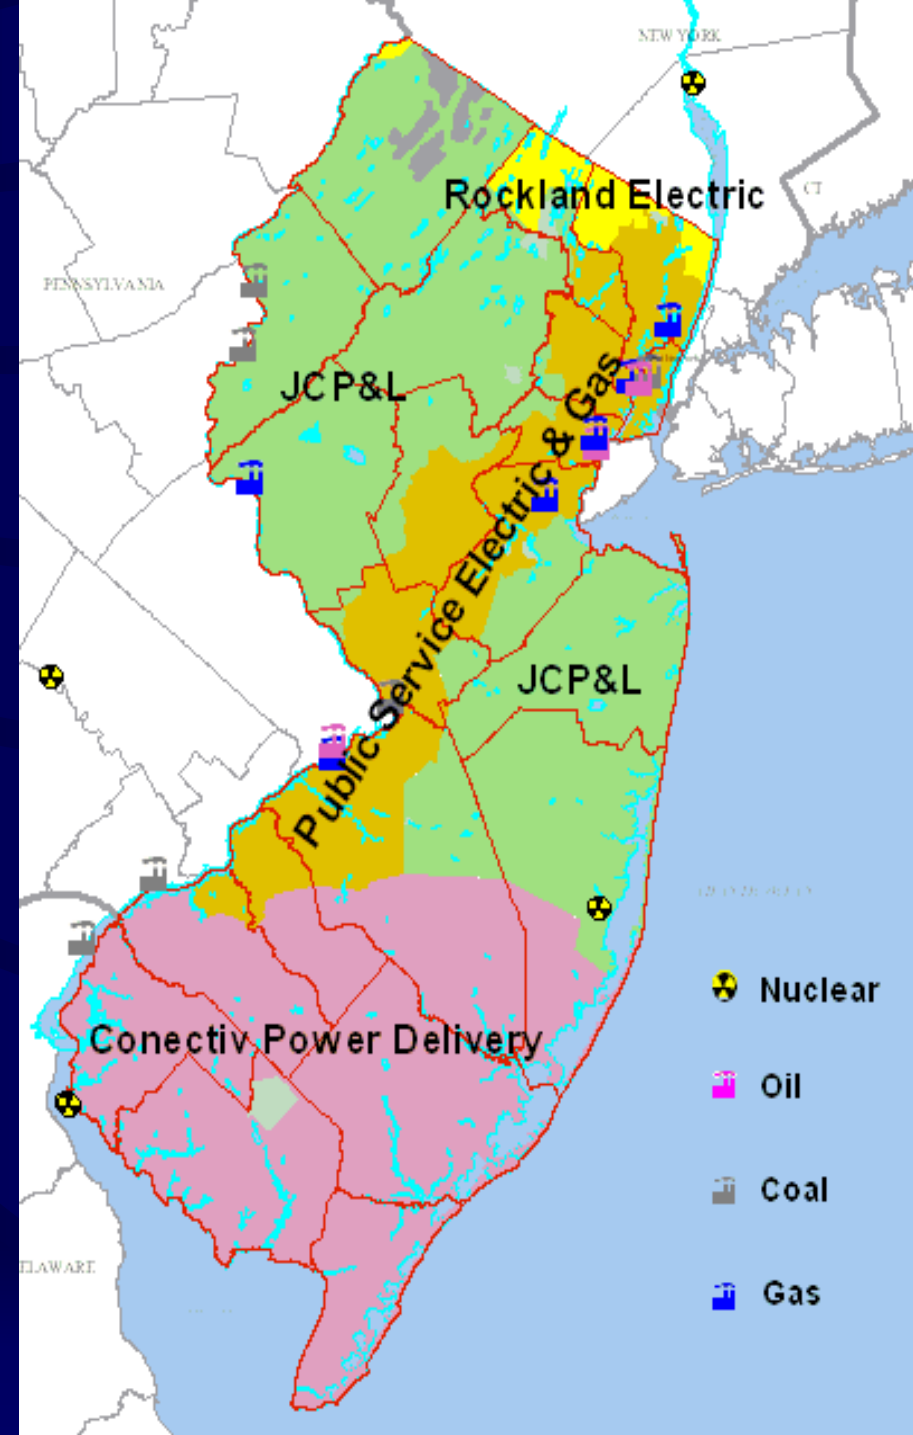 NEW YORK
CT
Rockland Electric
PENNSYLVANIA
JCP&L
Public Service Electric & Gas
JCP&L
Nuclear
Conectiv Power Delivery
Oil
Coal
ELAWARE
Gas